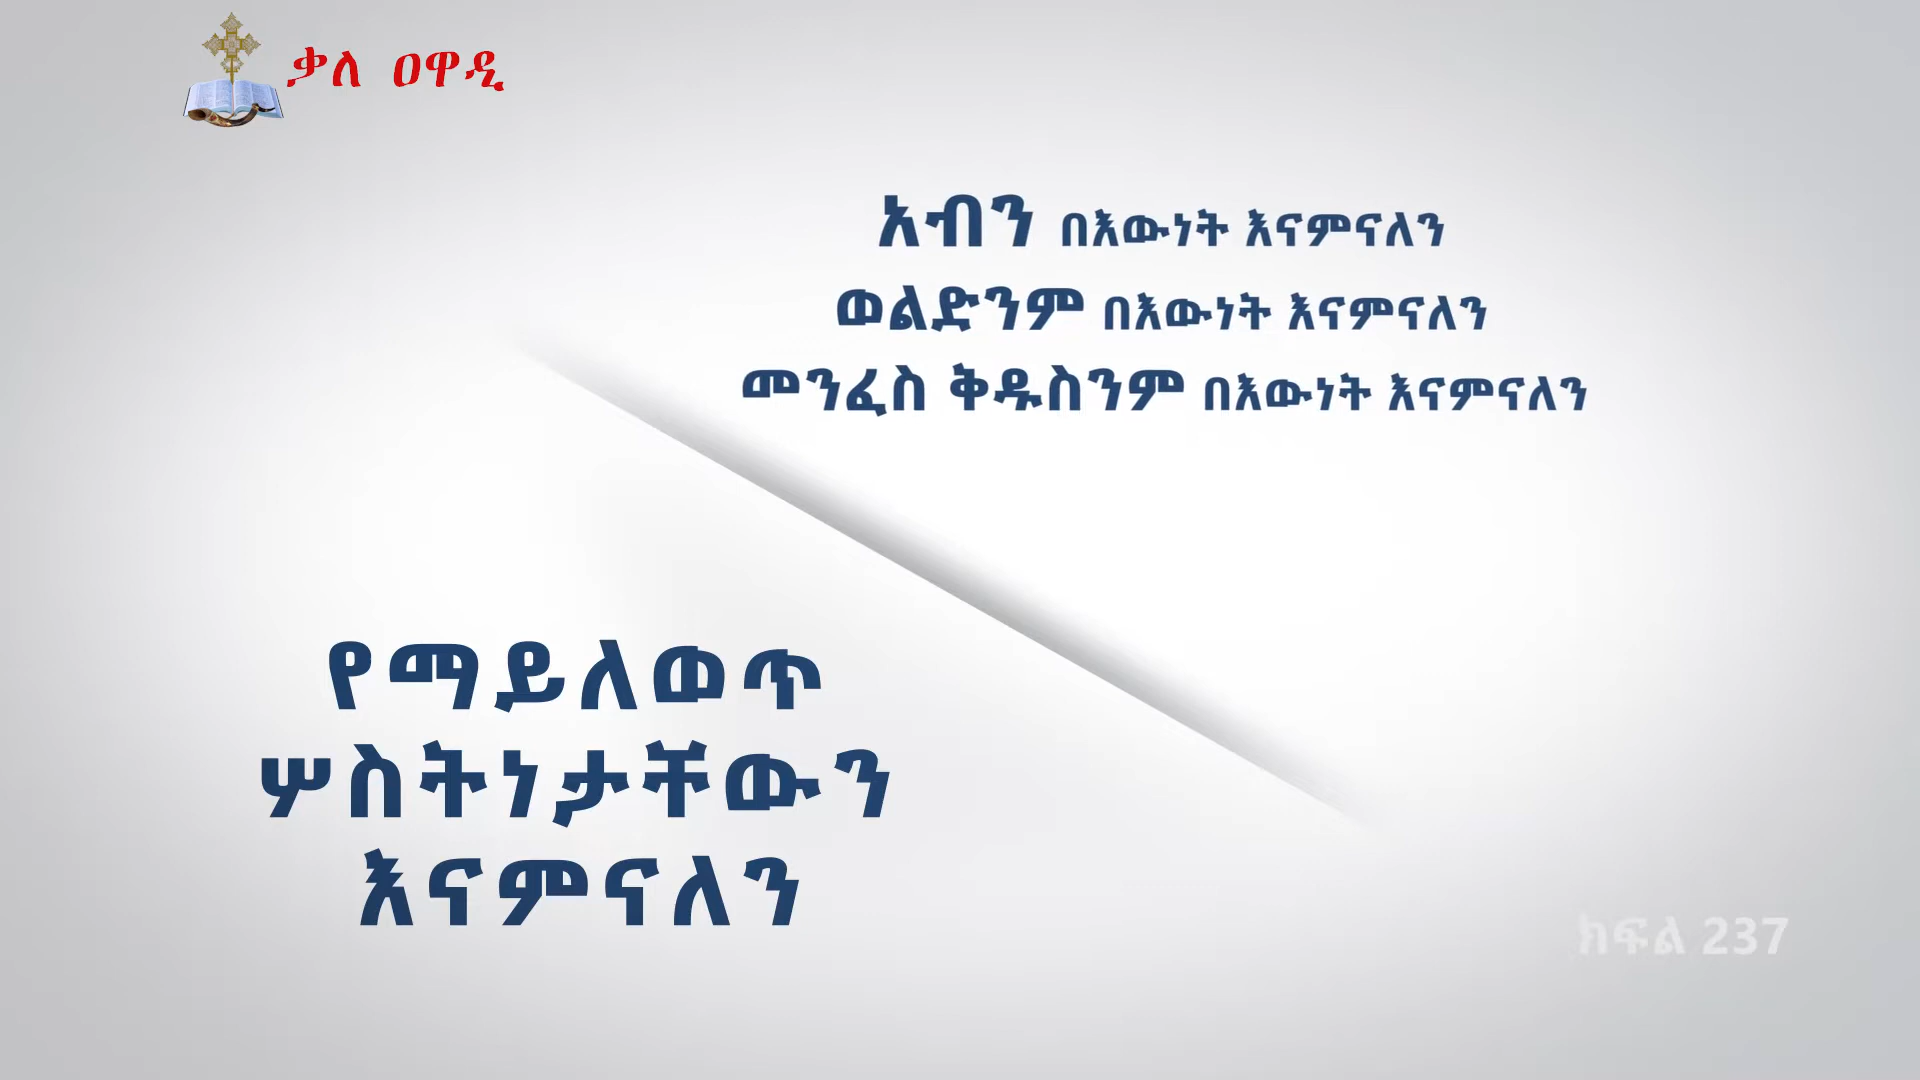 ቃለ ዐዋዲ
አብን በእውነት እናምናለን
ወልድንም በእውነት እናምናለን
መንፈስ ቅዱስንም በእውነት እናምናለን
የማይለወጥ
ሦስትነታቸውን
እናምናለን
ክፍል 237